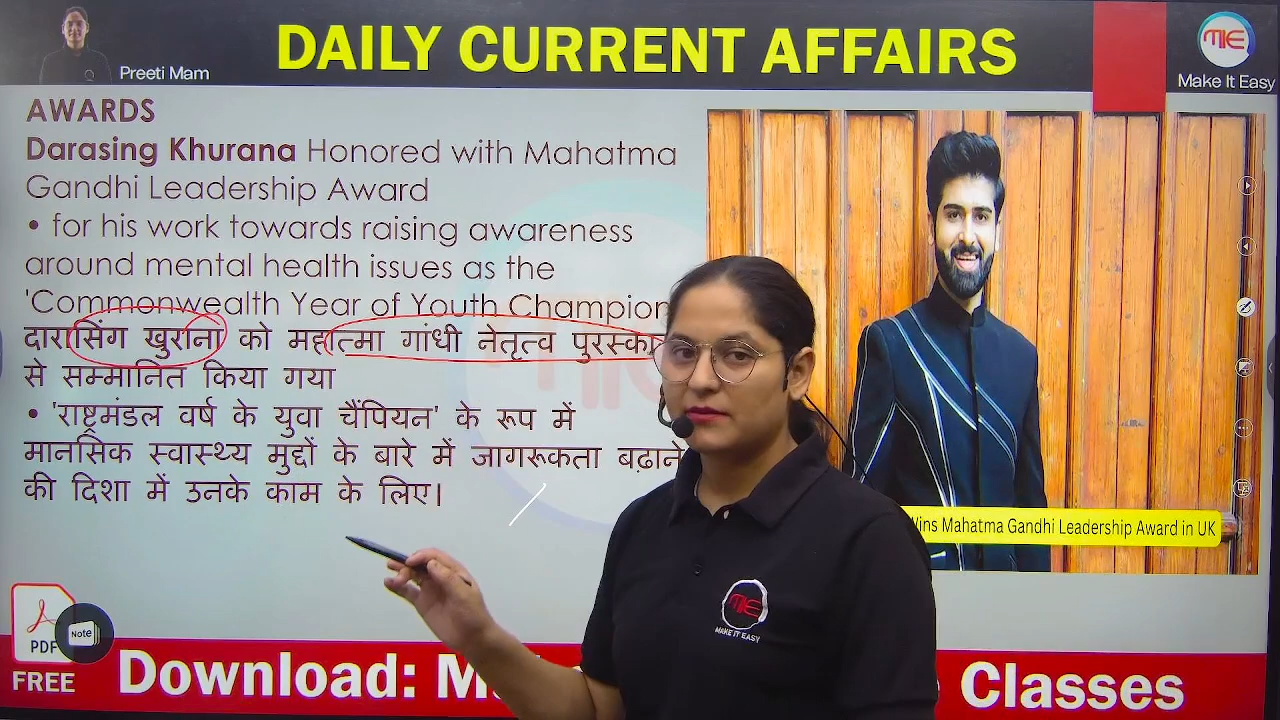 Preeti Mam
DAILY CURRENT AFFAIRS
MIE
Make It Easy
AWARDS
Darasing Khurana Honored with Mahatma
Gandhi Leadership Award
• for his work towards raising awareness
around mental health issues as the
'Commonwealth Year of Youth Champion
दारासिंग खुराना को महात्मा गांधी नेतृत्व पुरस्कार
से सम्मानित किया गया
• 'राष्ट्रमंडल वर्ष के युवा चैंपियन' के रूप में
मानसिक स्वास्थ्य मुद्दों के बारे में जागरूकता बढ़ाने
की दिशा में उनके काम के लिए।
Wins Mahatma Gandhi Leadership Award in UK
MIE
MAKE IT EASY
PDF
Note
FREE
Download: Classes